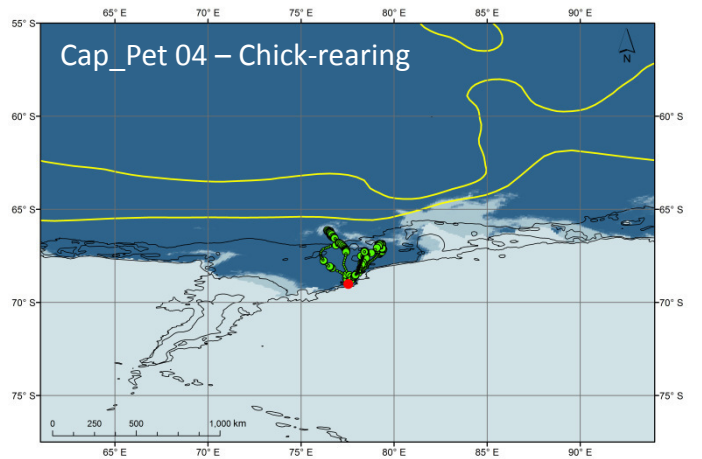 65° E 70° E 75° E 80° E 85° E 90° E
55° S
Cap_Pet 04 – Chick-rearing
N
60° S 60° S
65° S 65° S
70° S 70° S
75° S 75° S
0 250 500 1,000 km
65° E 70° E 75° E 80° E 85° E 90° E